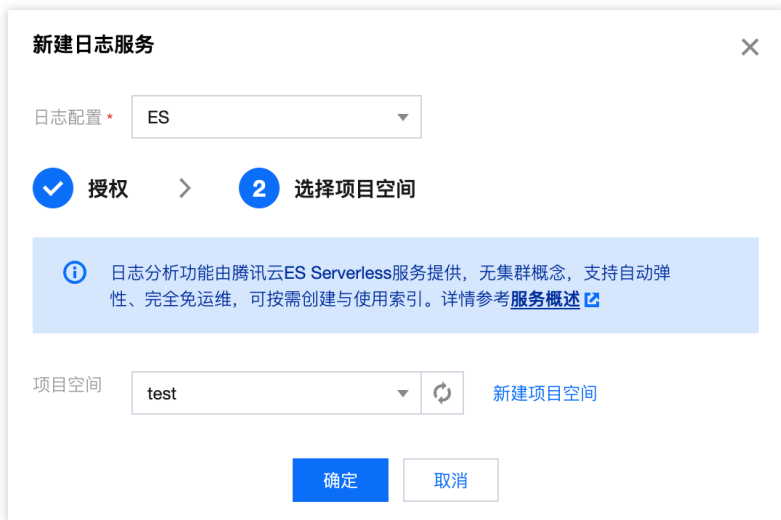 新建日志服务
日志配置 * ES
授权 2 选择项目空间
日志分析功能由腾讯云ES Serverless服务提供，无集群概念，支持自动弹
性、完全免运维，可按需创建与使用索引。详情参考服务概述
项目空间 test 新建项目空间
确定 取消